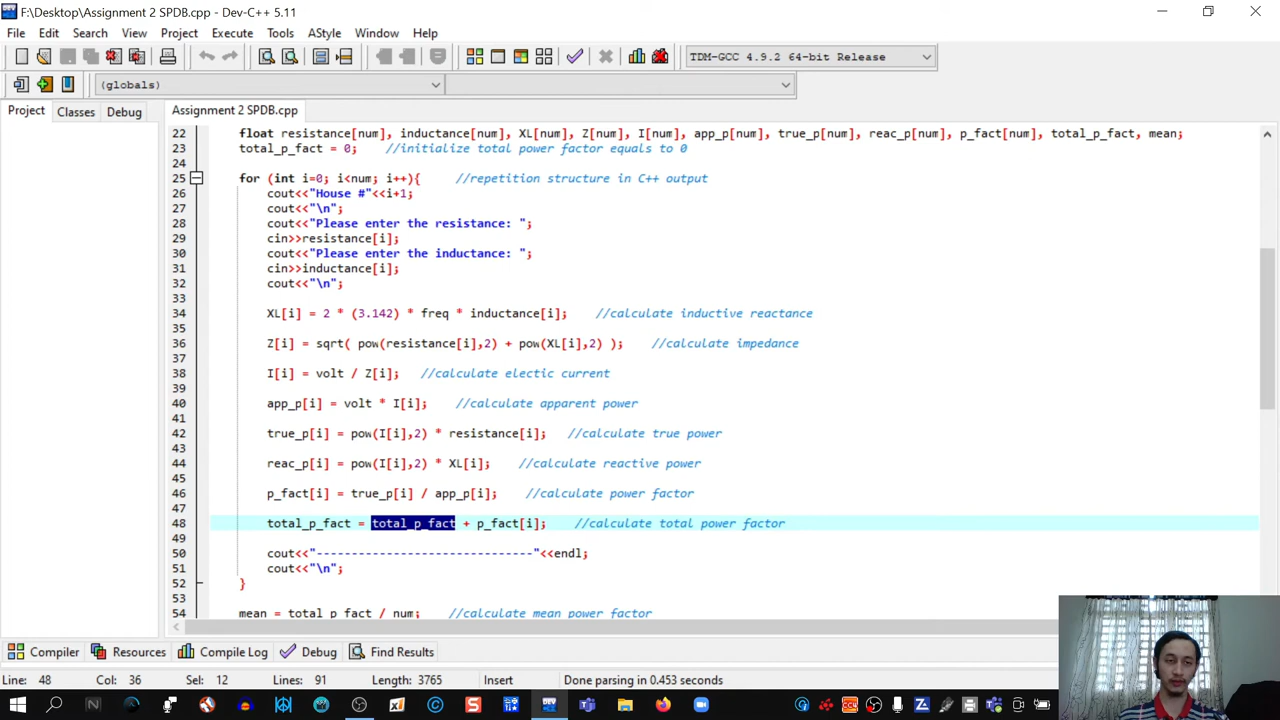 F:\Desktop\Assignment 2 SPDB.cpp - Dev-C++ 5.11
File Edit Search View Project Execute Tools AStyle Window Help
TDM-GCC 4.9.2 64-bit Release
(globals)
Project Classes Debug Assignment 2 SPDB.cpp
22 float resistance[num], inductance[num], XL[num], Z[num], I[num], app_p[num], true_p[num], reac_p[num], p_fact[num], total_p_fact, mean;
23 total_p_fact = 0; //initialize total power factor equals to 0
24
25 for (int i=0; i<num; i++){ //repetition structure in C++ output
26 cout<<"House #"<<i+1;
27 cout<<"\n";
28 cout<<"Please enter the resistance: ";
29 cin>>resistance[i];
30 cout<<"Please enter the inductance: ";
31 cin>>inductance[i];
32 cout<<"\n";
33
34 XL[i] = 2 * (3.142) * freq * inductance[i]; //calculate inductive reactance
35
36 Z[i] = sqrt( pow(resistance[i],2) + pow(XL[i],2) ); //calculate impedance
37
38 I[i] = volt / Z[i]; //calculate electic current
39
40 app_p[i] = volt * I[i]; //calculate apparent power
41
42 true_p[i] = pow(I[i],2) * resistance[i]; //calculate true power
43
44 reac_p[i] = pow(I[i],2) * XL[i]; //calculate reactive power
45
46 p_fact[i] = true_p[i] / app_p[i]; //calculate power factor
47
48 total_p_fact = total_p_fact + p_fact[i]; //calculate total power factor
49
50 cout<<"-------------------------------"<<endl;
51 cout<<"\n";
52 }
53
54 mean = total_p_fact / num; //calculate mean power factor
Compiler Resources Compile Log Debug Find Results
Line: 48 Col: 36 Sel: 12 Lines: 91 Length: 3765 Insert Done parsing in 0.453 seconds